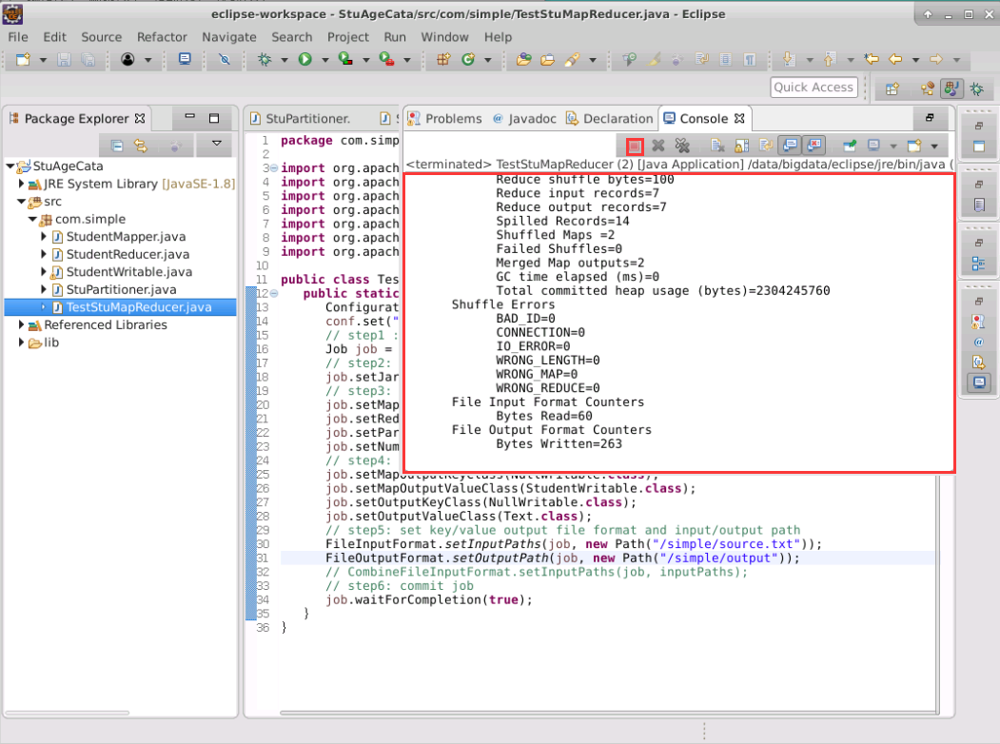 eclipse-workspace - StuAgeCata/src/com/simple/TestStuMapReducer.java - Eclipse
File Edit Source Refactor Navigate Search Project Run Window Help
Quick Access
Package Explorer
StuAgeCata
JRE System Library [JavaSE-1.8]
src
com.simple
StudentMapper.java
StudentReducer.java
StudentWritable.java
StuPartitioner.java
TestStuMapReducer.java
Referenced Libraries
lib
StuPartitioner.
Problems @ Javadoc Declaration Console
<terminated> TestStuMapReducer (2) [Java Application] /data/bigdata/eclipse/jre/bin/java (
Reduce shuffle bytes=100
Reduce input records=7
Reduce output records=7
Spilled Records=14
Shuffled Maps =2
Failed Shuffles=0
Merged Map outputs=2
GC time elapsed (ms)=0
Total committed heap usage (bytes)=2304245760
Shuffle Errors
BAD_ID=0
CONNECTION=0
IO_ERROR=0
WRONG_LENGTH=0
WRONG_MAP=0
WRONG_REDUCE=0
File Input Format Counters
Bytes Read=60
File Output Format Counters
Bytes Written=263
1 package com.simp
2
3 import org.apach
4 import org.apach
5 import org.apach
6 import org.apach
7 import org.apach
8 import org.apach
9 import org.apach
10
11 public class Tes
12 public static
13 Configurat
14 conf.set("
15 // step1 :
16 Job job =
17 // step2:
18 job.setJar
19 // step3:
20 job.setMap
21 job.setRed
22 job.setPar
23 job.setNum
24 // step4:
25 job.setMapOutputKeyClass(NullWritable.class);
26 job.setMapOutputValueClass(StudentWritable.class);
27 job.setOutputKeyClass(NullWritable.class);
28 job.setOutputValueClass(Text.class);
29 // step5: set key/value output file format and input/output path
30 FileInputFormat.setInputPaths(job, new Path("/simple/source.txt"));
31 FileOutputFormat.setOutputPath(job, new Path("/simple/output"));
32 // CombineFileInputFormat.setInputPaths(job, inputPaths);
33 // step6: commit job
34 job.waitForCompletion(true);
35 }
36 }